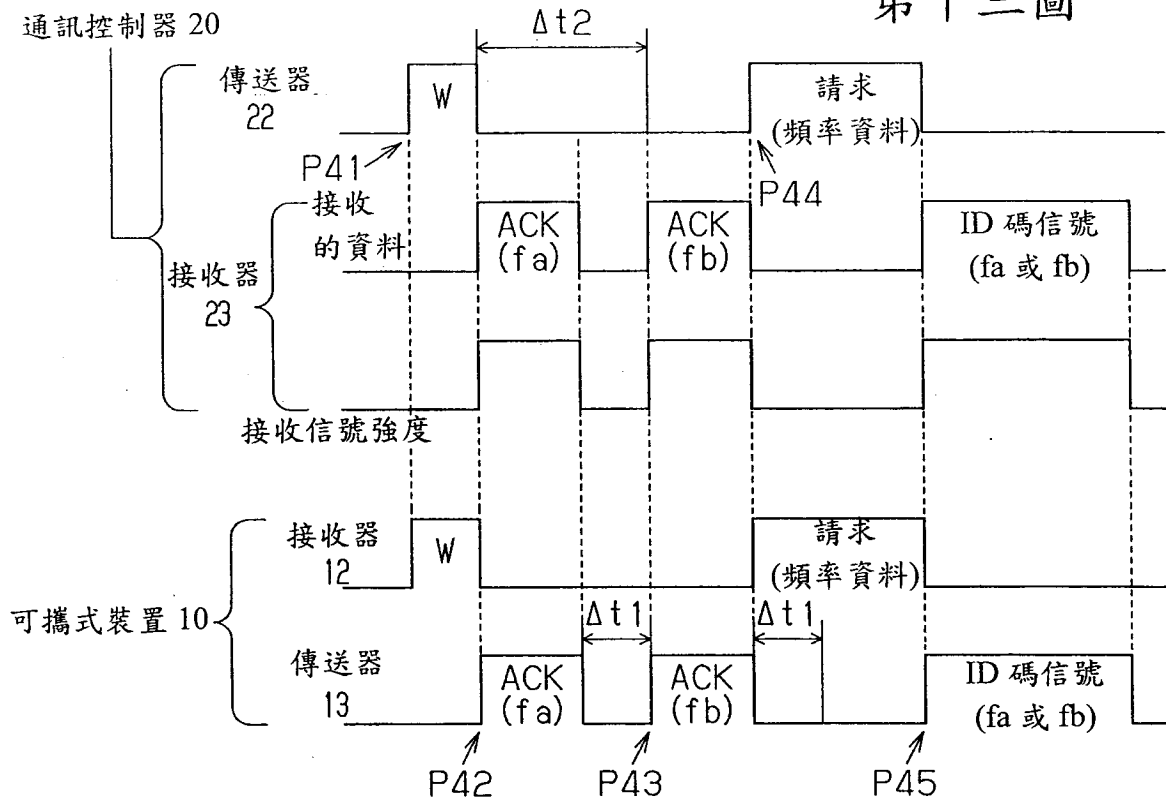 第十三圖
通訊控制器 20
Δt2
傳送器
22
W
請求
(頻率資料)
P41
P44
接收
的資料
接收器
23
ACK
(fa)
ACK
(fb)
ID 碼信號
(fa 或 fb)
接收信號強度
可攜式裝置 10
接收器
12
W
請求
(頻率資料)
Δt1
Δt1
傳送器
13
ACK
(fa)
ACK
(fb)
ID 碼信號
(fa 或 fb)
P42
P43
P45